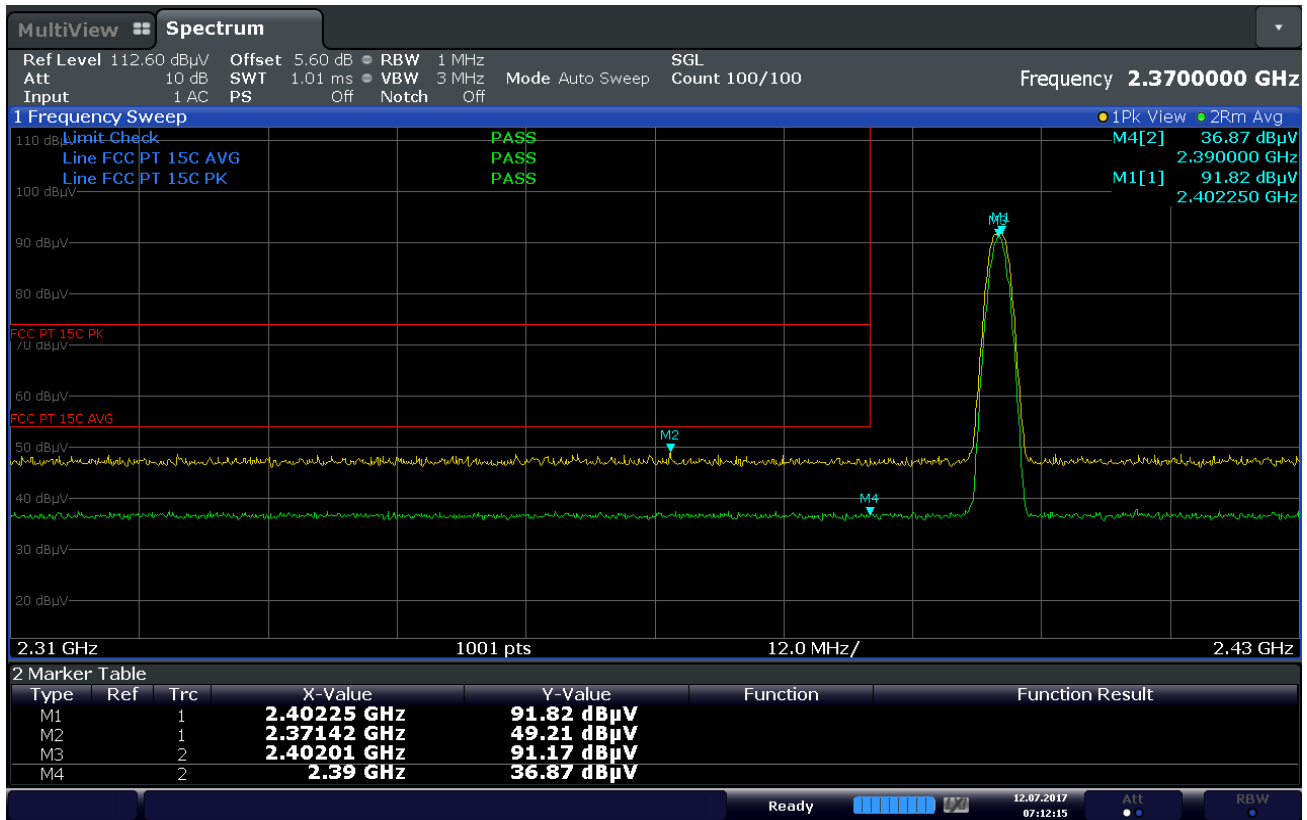 MultiView Spectrum
Ref Level 112.60 dBµV Offset 5.60 dB RBW 1 MHz SGL
Att 10 dB SWT 1.01 ms VBW 3 MHz Mode Auto Sweep Count 100/100 Frequency 2.3700000 GHz
Input 1 AC PS Off Notch Off
1 Frequency Sweep 1Pk View 2Rm Avg
110 dBµV Limit Check PASS M4[2] 36.87 dBµV
Line FCC PT 15C AVG PASS 2.390000 GHz
Line FCC PT 15C PK PASS M1[1] 91.82 dBµV
100 dBµV 2.402250 GHz
M1
90 dBµV
80 dBµV
FCC PT 15C PK
70 dBµV
60 dBµV
FCC PT 15C AVG
M2
50 dBµV
40 dBµV M4
30 dBµV
20 dBµV
2.31 GHz 1001 pts 12.0 MHz/ 2.43 GHz
2 Marker Table
Type Ref Trc X-Value Y-Value Function Function Result
M1 1 2.40225 GHz 91.82 dBµV
M2 1 2.37142 GHz 49.21 dBµV
M3 2 2.40201 GHz 91.17 dBµV
M4 2 2.39 GHz 36.87 dBµV
Ready 12.07.2017 Att RBW
07:12:15